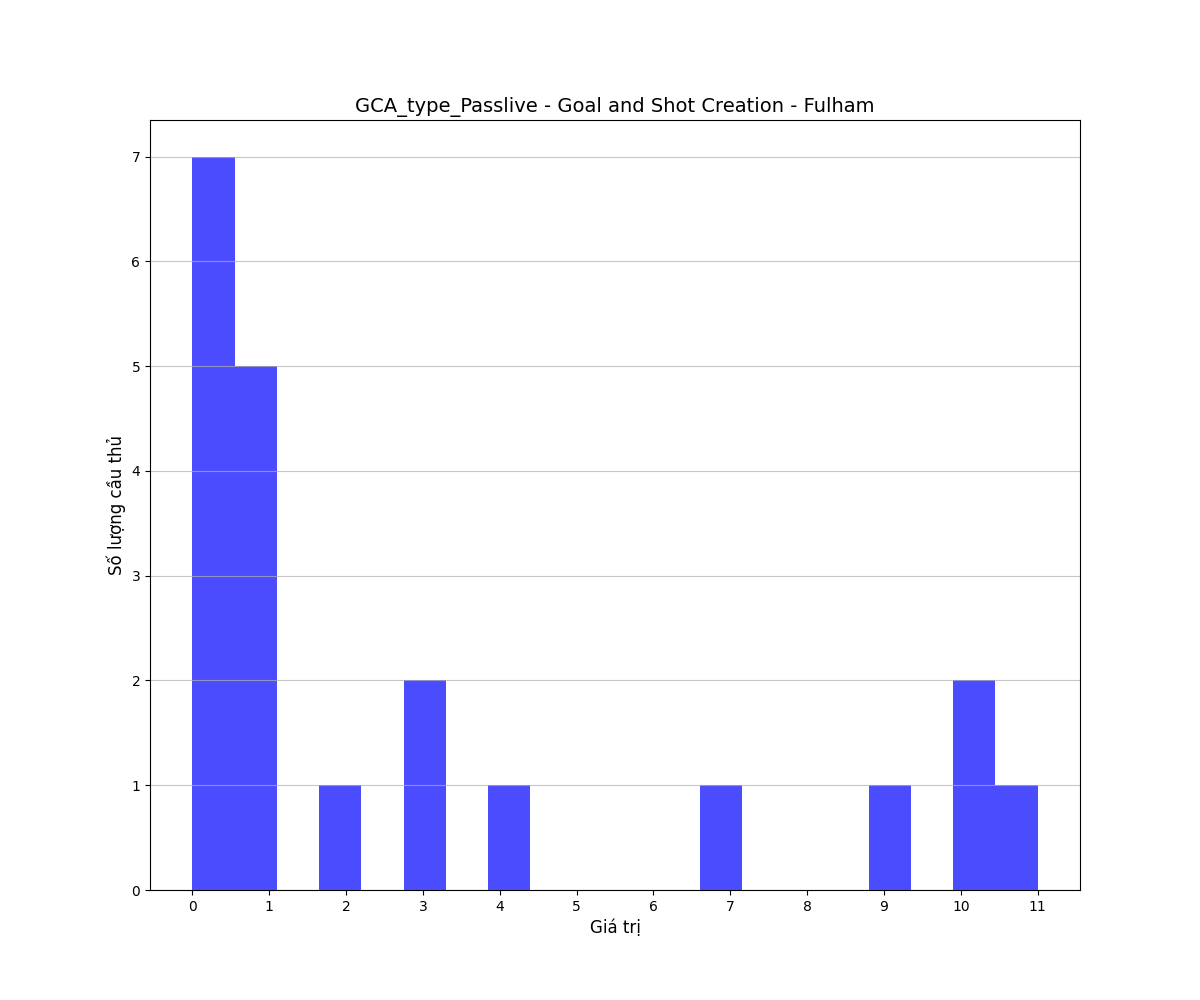 GCA_type_Passlive - Goal and Shot Creation - Fulham
7
6
5
4
3
2
1
0
Số lượng cầu thủ
0 1 2 3 4 5 6 7 8 9 10 11
Giá trị